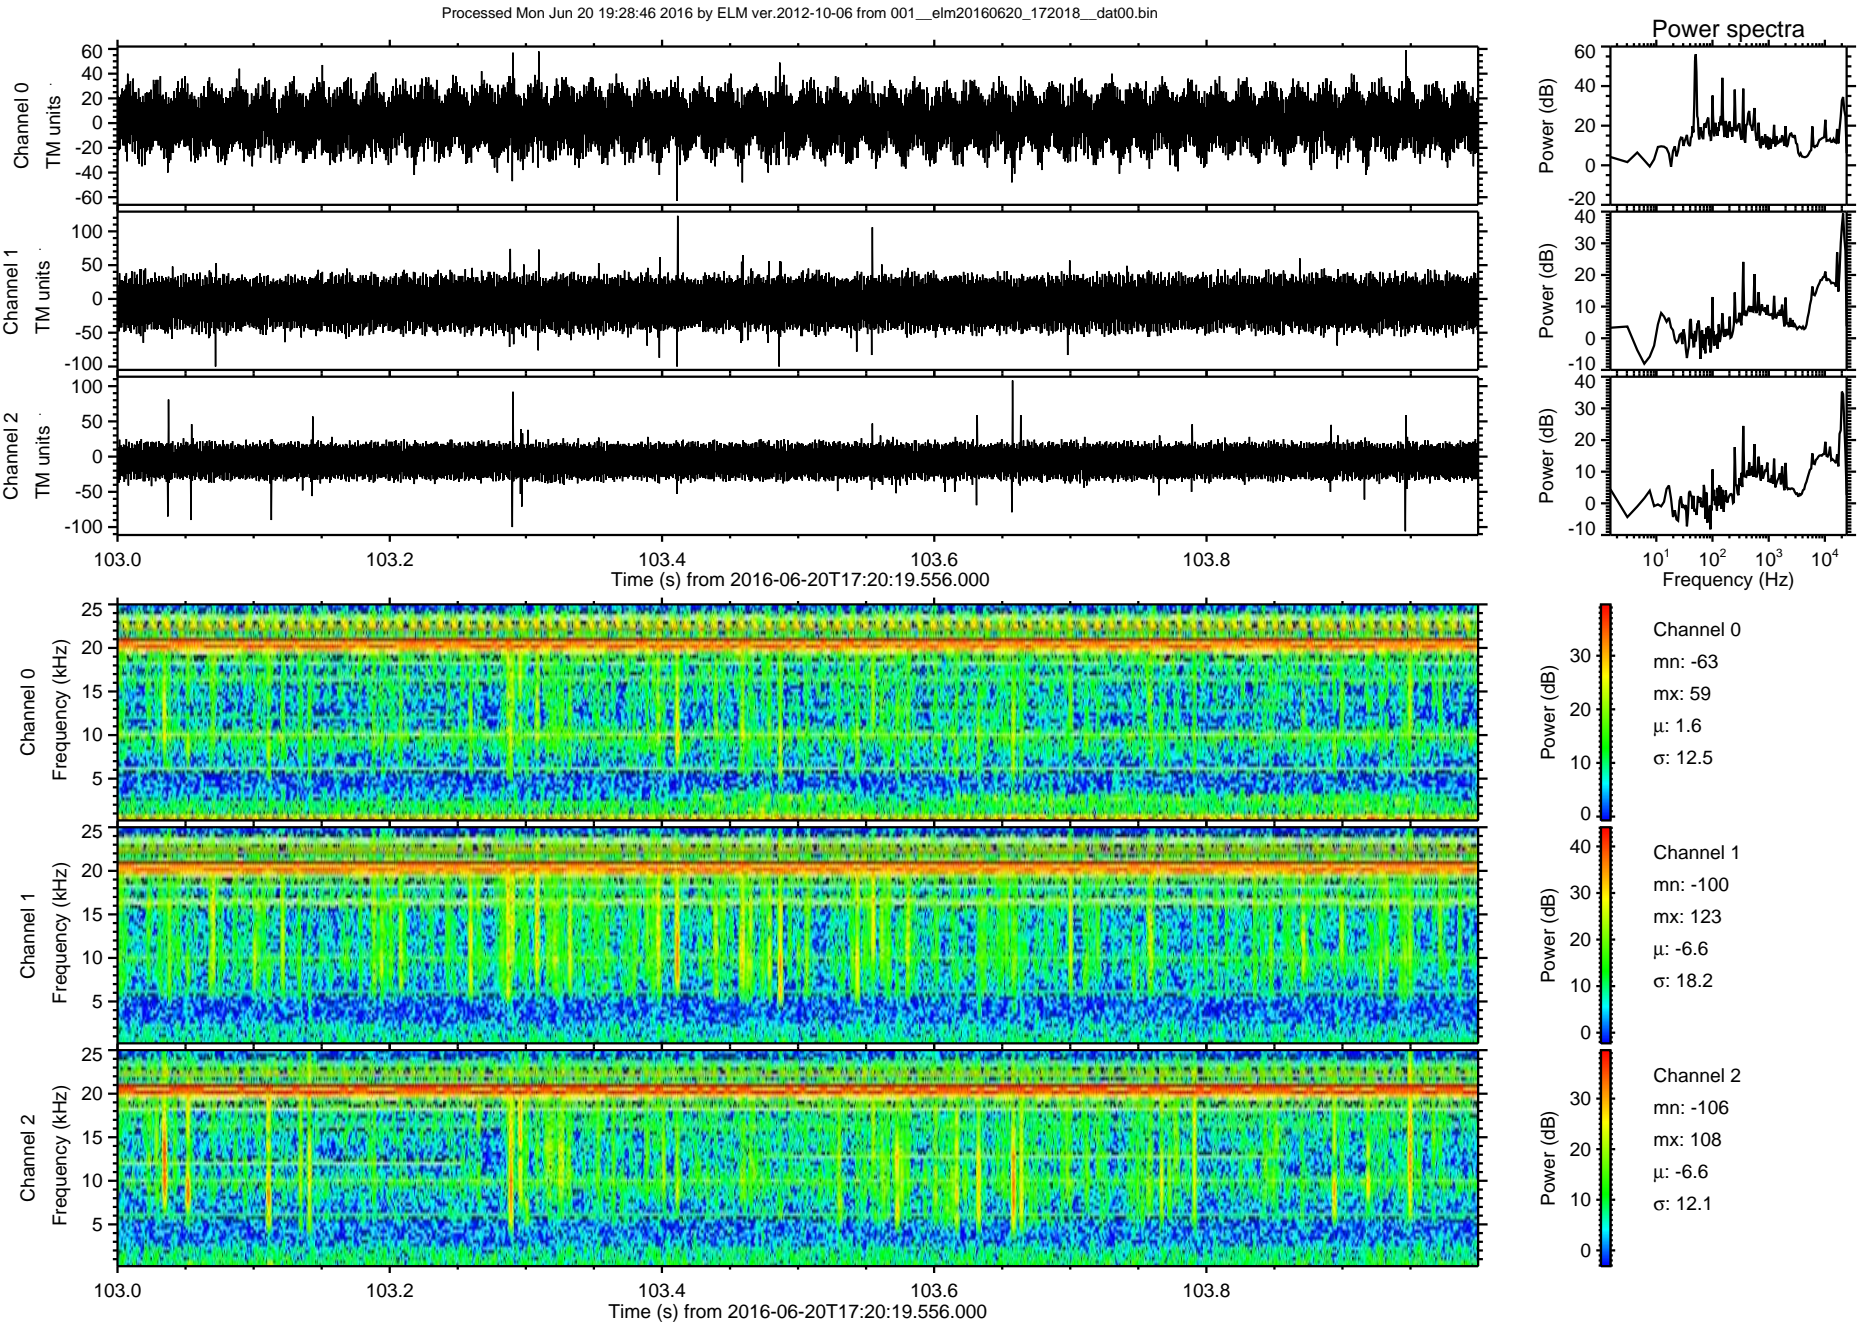 Processed Mon Jun 20 19:28:46 2016 by ELM ver.2012-10-06 from 001__elm20160620_172018__dat00.bin
Power spectra
Channel 0
TM units
60
40
20
0
-20
-40
-60
Power (dB)
60
40
20
0
-20
Channel 1
TM units
100
50
0
-50
-100
Power (dB)
40
30
20
10
0
-10
Channel 2
TM units
100
50
0
-50
-100
Power (dB)
40
30
20
10
0
-10
103.0 103.2 103.4 103.6 103.8
Time (s) from 2016-06-20T17:20:19.556.000
10¹ 10² 10³ 10⁴
Frequency (Hz)
Channel 0
Frequency (kHz)
25
20
15
10
5
Power (dB)
30
20
10
0
Channel 0
mn: -63
mx: 59
μ: 1.6
σ: 12.5
Channel 1
Frequency (kHz)
25
20
15
10
5
Power (dB)
40
30
20
10
0
Channel 1
mn: -100
mx: 123
μ: -6.6
σ: 18.2
Channel 2
Frequency (kHz)
25
20
15
10
5
Power (dB)
30
20
10
0
Channel 2
mn: -106
mx: 108
μ: -6.6
σ: 12.1
103.0 103.2 103.4 103.6 103.8
Time (s) from 2016-06-20T17:20:19.556.000